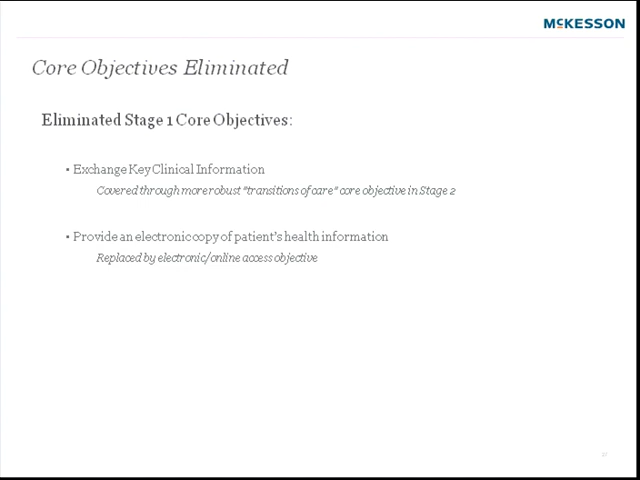 McKESSON
Core Objectives Eliminated
Eliminated Stage 1 Core Objectives:
• Exchange Key Clinical Information
Covered through more robust "transitions of care" core objective in Stage 2
• Provide an electronic copy of patient's health information
Replaced by electronic/online access objective